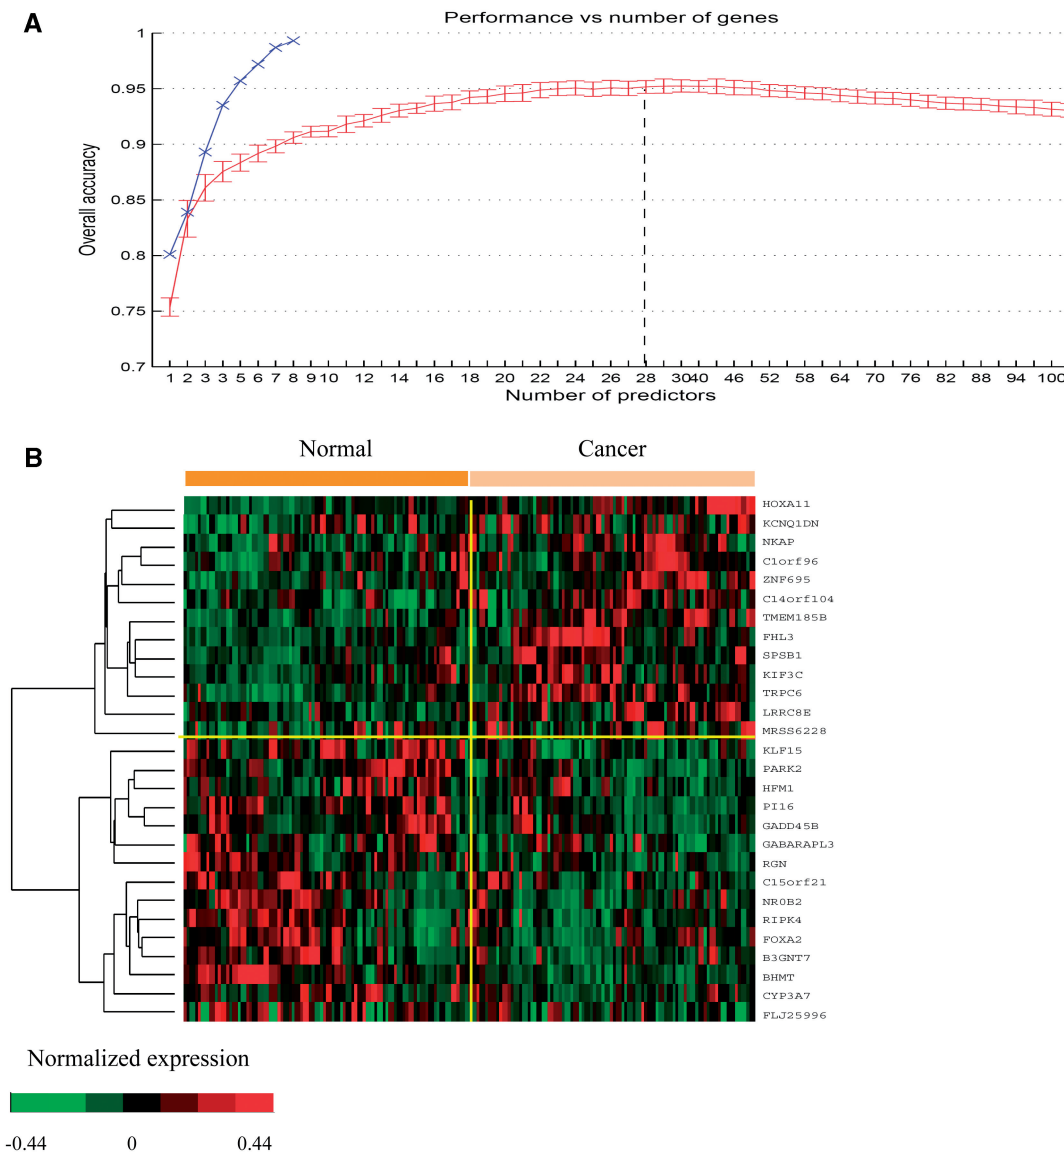 A
Performance vs number of genes
Overall accuracy
1
0.95
0.9
0.85
0.8
0.75
0.7
1 2 3 3 5 6 7 8 9 10 12 14 16 18 20 22 24 26 28 30 40 46 52 58 64 70 76 82 88 94 100
Number of predictors
B
Normal Cancer
HOXA11
KCNQ1DN
NKAP
C1orf96
ZNF695
C14orf104
TMEM185B
FHL3
SPSB1
KIF3C
TRPC6
LRRC8E
MRSS6228
KLF15
PARK2
HFM1
PI16
GADD45B
GABARAPL3
RGN
C15orf21
NR0B2
RIPK4
FOXA2
B3GNT7
BHMT
CYP3A7
FLJ25996
Normalized expression
-0.44 0 0.44